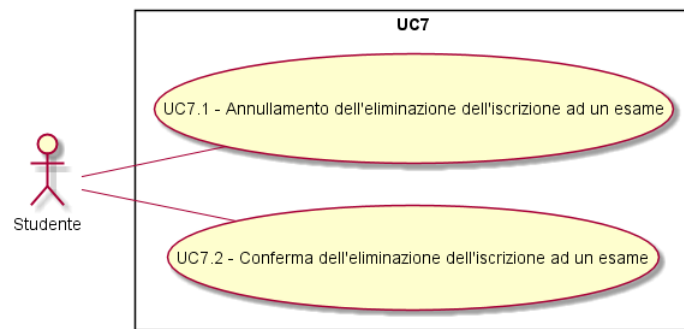 UC7
UC7.1 - Annullamento dell'eliminazione dell'iscrizione ad un esame
Studente
UC7.2 - Conferma dell'eliminazione dell'iscrizione ad un esame